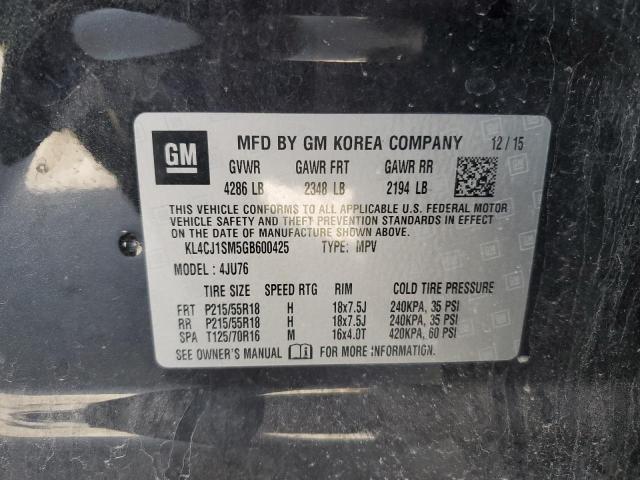 GM MFD BY GM KOREA COMPANY 12/15
GVWR GAWR FRT GAWR RR
4286 LB 2348 LB 2194 LB
THIS VEHICLE CONFORMS TO ALL APPLICABLE U.S. FEDERAL MOTOR
VEHICLE SAFETY AND THEFT PREVENTION STANDARDS IN EFFECT
ON THE DATE OF MANUFACTURE SHOWN ABOVE.
KL4CJ1SM5GB600425 TYPE: MPV
MODEL: 4JU76
TIRE SIZE SPEED RTG RIM COLD TIRE PRESSURE
FRT P215/55R18 H 18x7.5J 240KPA, 35 PSI
RR P215/55R18 H 18x7.5J 240KPA, 35 PSI
SPA T125/70R16 M 16x4.0T 420KPA, 60 PSI
SEE OWNER'S MANUAL FOR MORE INFORMATION.